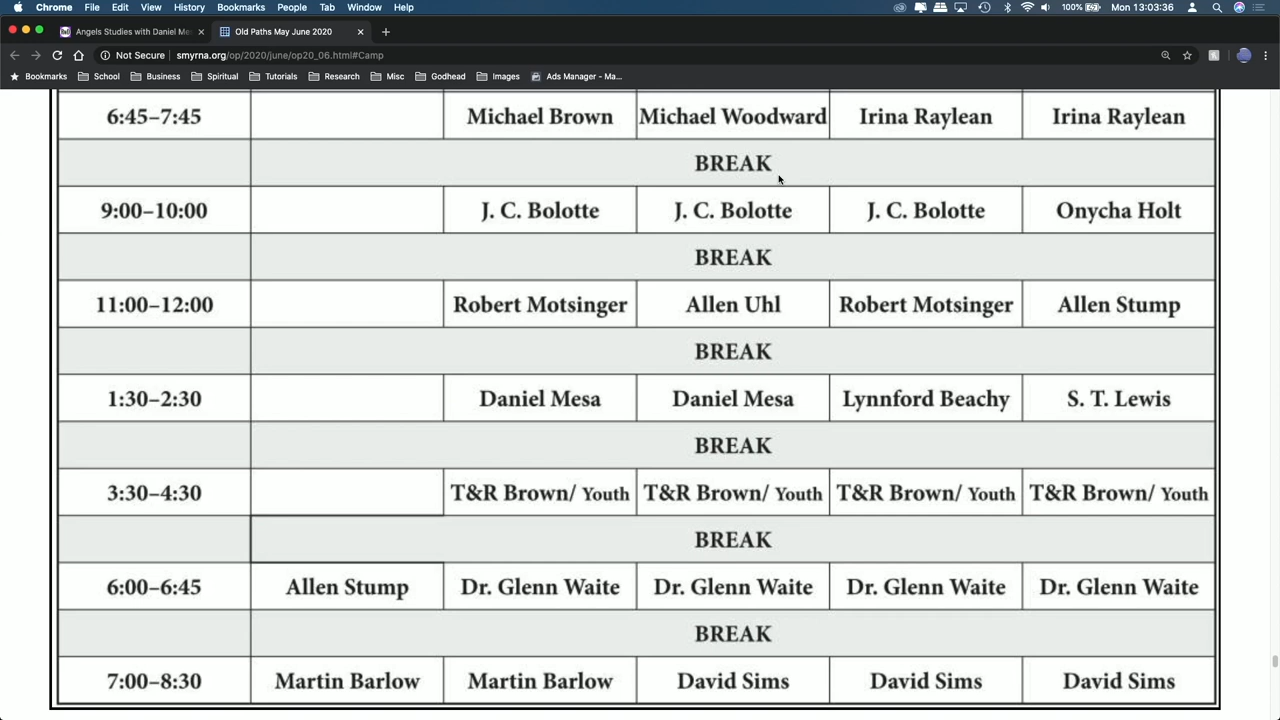 Chrome File Edit View History Bookmarks People Tab Window Help 100% Mon 13:03:36
Angels Studies with Daniel Me Old Paths May June 2020
Not Secure smyrna.org/op/2020/june/op20_06.html#Camp
Bookmarks School Business Spiritual Tutorials Research Misc Godhead Images Ads Manager - Ma...
6:45–7:45 Michael Brown Michael Woodward Irina Raylean Irina Raylean
BREAK
9:00–10:00 J. C. Bolotte J. C. Bolotte J. C. Bolotte Onycha Holt
BREAK
11:00–12:00 Robert Motsinger Allen Uhl Robert Motsinger Allen Stump
BREAK
1:30–2:30 Daniel Mesa Daniel Mesa Lynnford Beachy S. T. Lewis
BREAK
3:30–4:30 T&R Brown/ Youth T&R Brown/ Youth T&R Brown/ Youth T&R Brown/ Youth
BREAK
6:00–6:45 Allen Stump Dr. Glenn Waite Dr. Glenn Waite Dr. Glenn Waite Dr. Glenn Waite
BREAK
7:00–8:30 Martin Barlow Martin Barlow David Sims David Sims David Sims